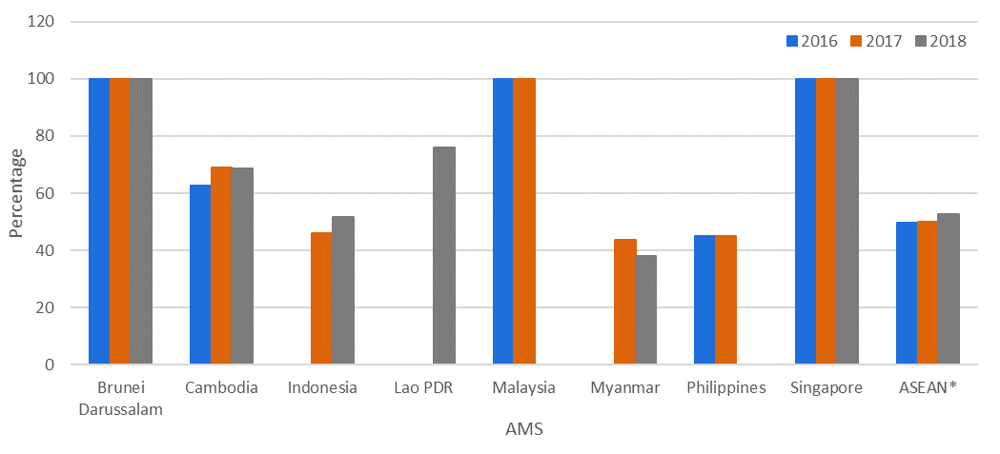 120
2016 2017 2018
100
80
60
40
20
0
Percentage
Brunei Darussalam
Cambodia
Indonesia
Lao PDR
Malaysia
Myanmar
Philippines
Singapore
ASEAN*
AMS